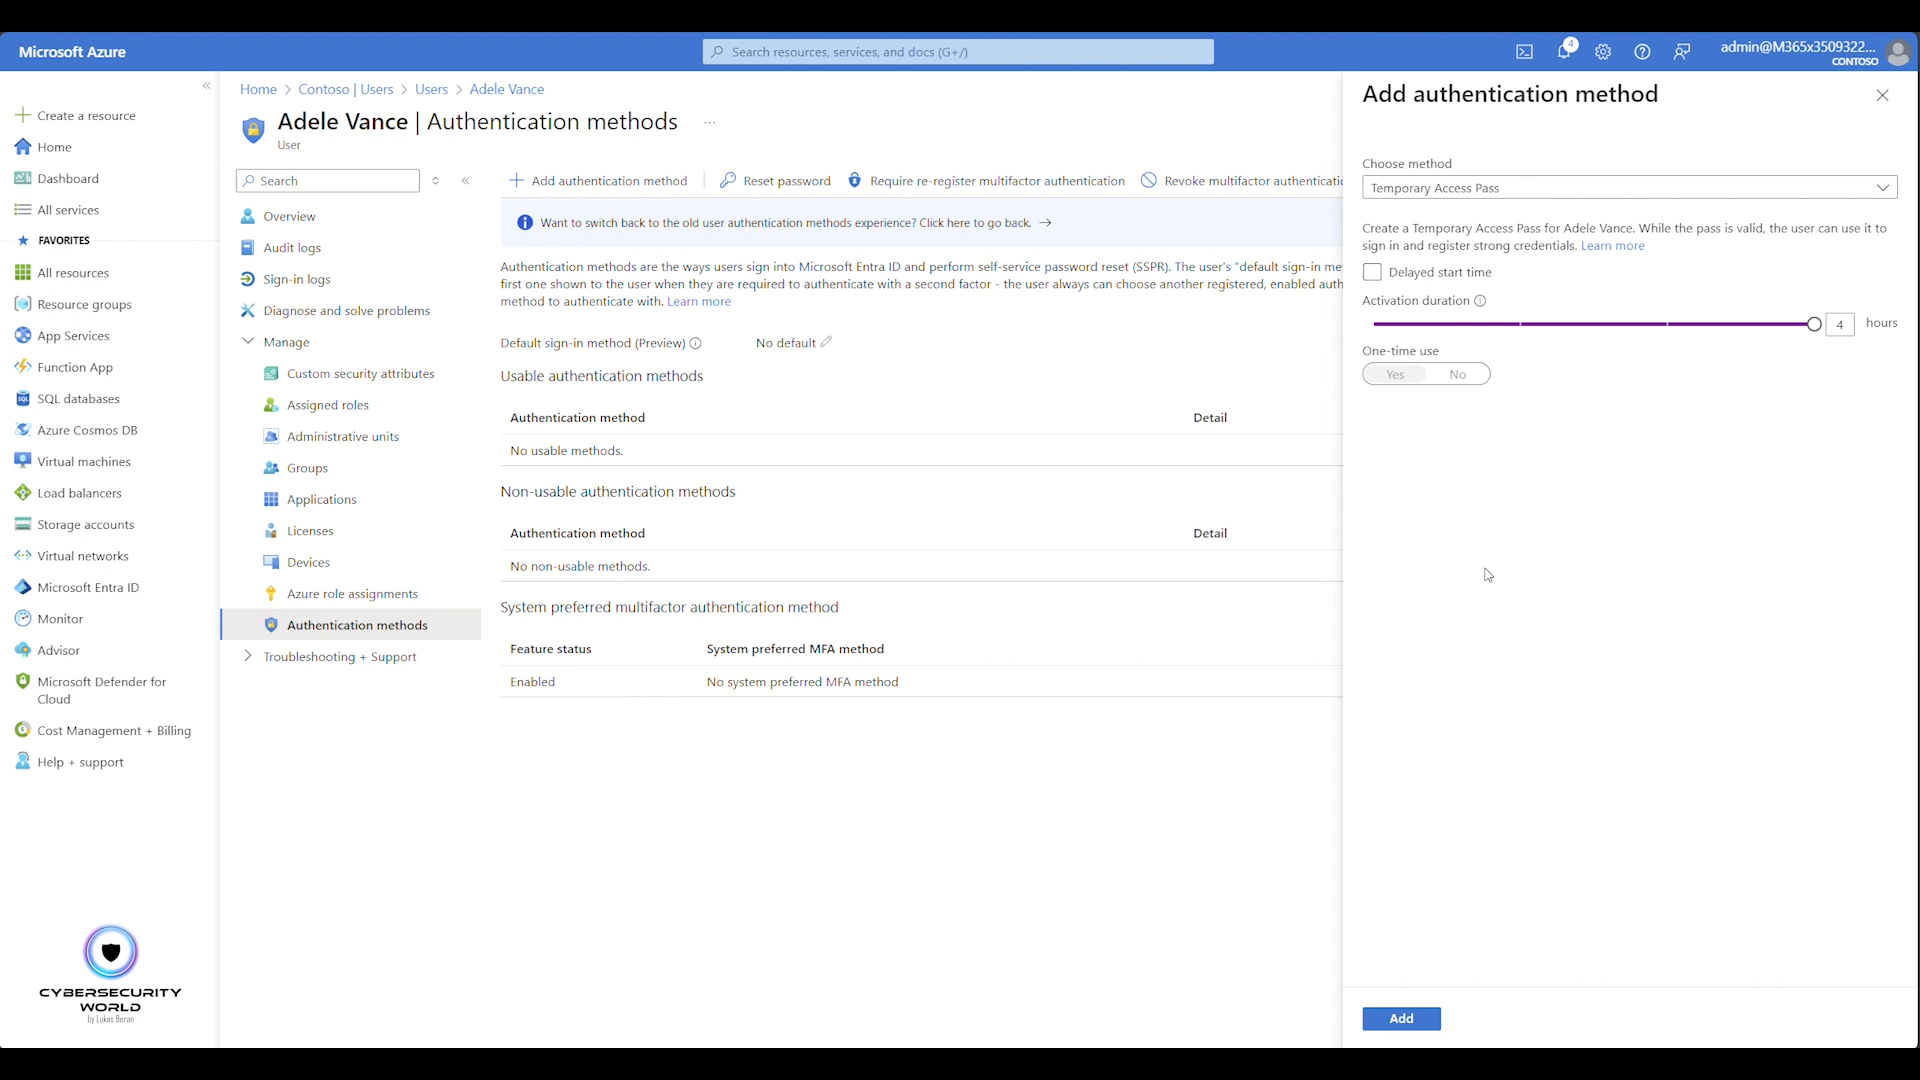 Microsoft Azure
Search resources, services, and docs (G+/)
4
admin@M365x3509322...
CONTOSO
Create a resource
Home
Dashboard
All services
FAVORITES
All resources
Resource groups
App Services
Function App
SQL databases
Azure Cosmos DB
Virtual machines
Load balancers
Storage accounts
Virtual networks
Microsoft Entra ID
Monitor
Advisor
Microsoft Defender for
Cloud
Cost Management + Billing
Help + support
CYBERSECURITY
WORLD
by Lukas Beran
Home > Contoso | Users > Users > Adele Vance
Adele Vance | Authentication methods ...
User
Search
Overview
Audit logs
Sign-in logs
Diagnose and solve problems
Manage
Custom security attributes
Assigned roles
Administrative units
Groups
Applications
Licenses
Devices
Azure role assignments
Authentication methods
Troubleshooting + Support
Add authentication method
Reset password
Require re-register multifactor authentication
Revoke multifactor authenticatio
Want to switch back to the old user authentication methods experience? Click here to go back. →
Authentication methods are the ways users sign into Microsoft Entra ID and perform self-service password reset (SSPR). The user's "default sign-in me
first one shown to the user when they are required to authenticate with a second factor - the user always can choose another registered, enabled auth
method to authenticate with. Learn more
Default sign-in method (Preview)
No default
Usable authentication methods
Authentication method
Detail
No usable methods.
Non-usable authentication methods
Authentication method
Detail
No non-usable methods.
System preferred multifactor authentication method
Feature status
System preferred MFA method
Enabled
No system preferred MFA method
Add authentication method
Choose method
Temporary Access Pass
Create a Temporary Access Pass for Adele Vance. While the pass is valid, the user can use it to
sign in and register strong credentials. Learn more
Delayed start time
Activation duration
4
hours
One-time use
Yes
No
Add